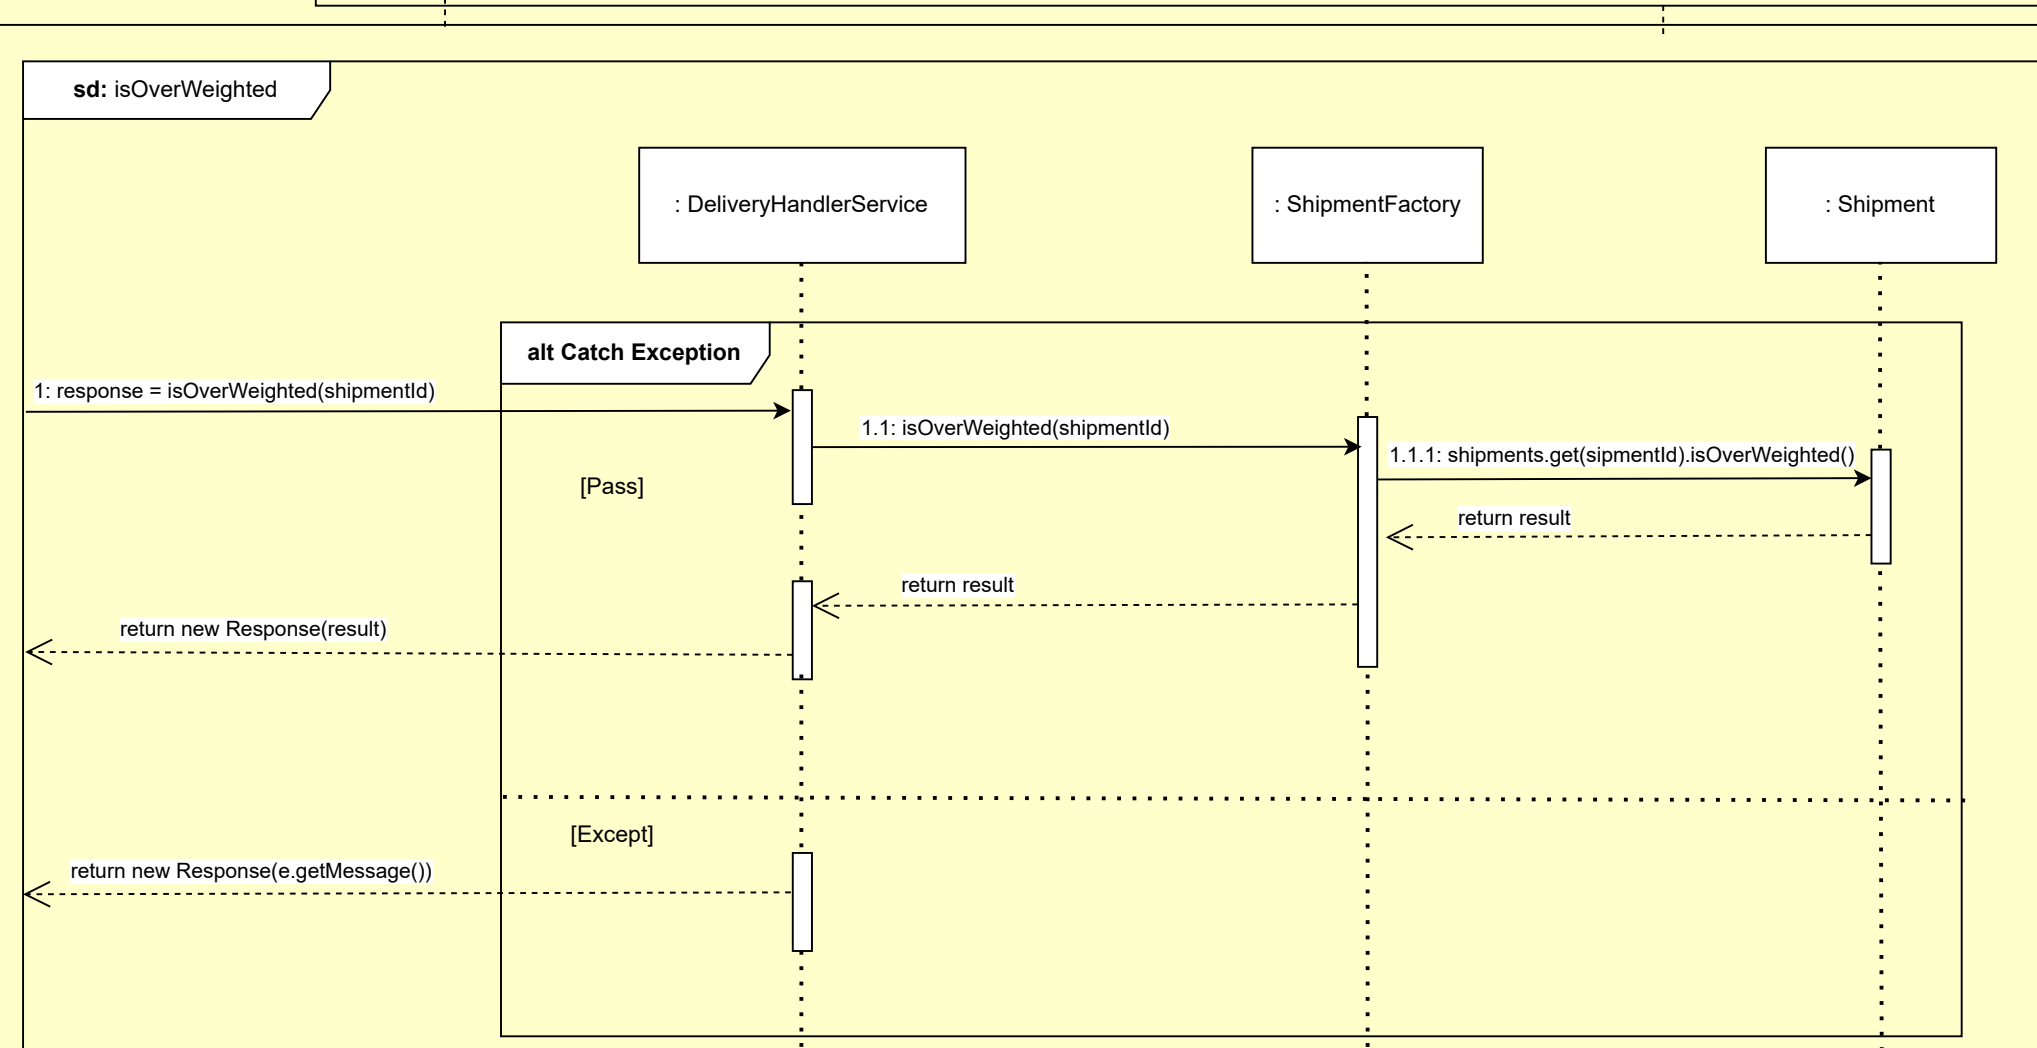 sd: isOverWeighted
: DeliveryHandlerService
: ShipmentFactory
: Shipment
alt Catch Exception
1: response = isOverWeighted(shipmentId)
1.1: isOverWeighted(shipmentId)
1.1.1: shipments.get(sipmentId).isOverWeighted()
[Pass]
return result
return result
return new Response(result)
[Except]
return new Response(e.getMessage())